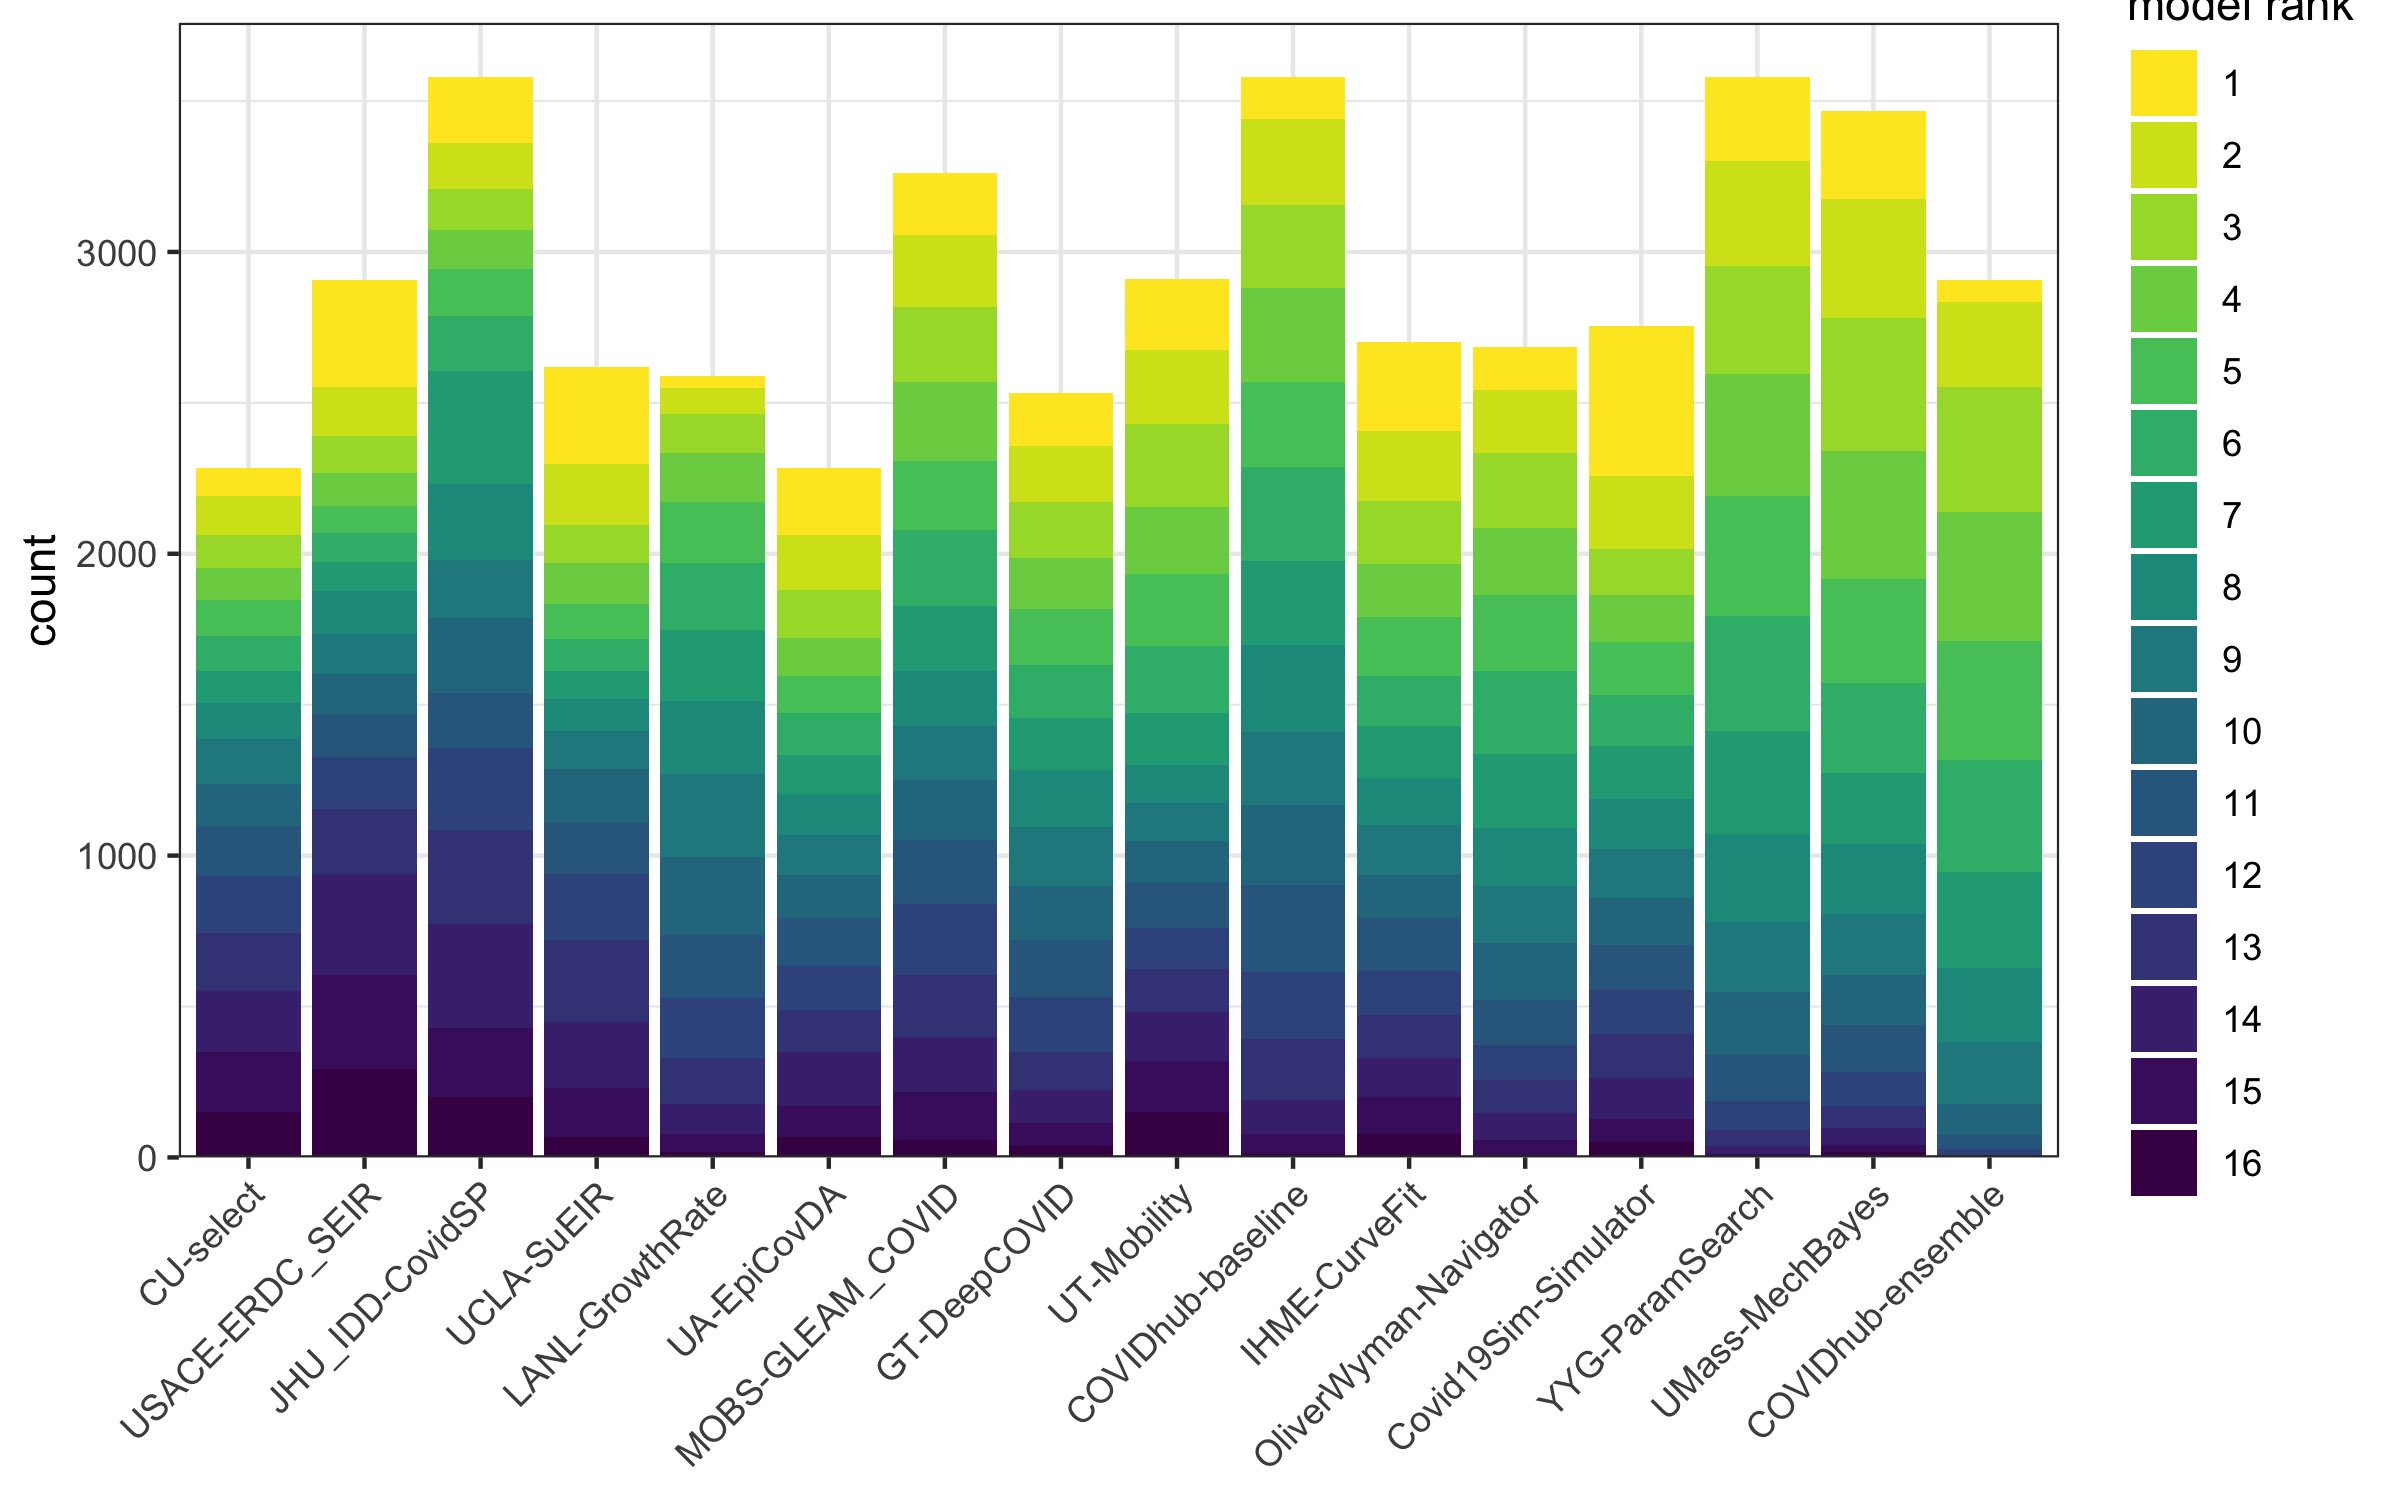 model rank
1
2
3
4
5
6
7
8
9
10
11
12
13
14
15
16
count
3000
2000
1000
0
CU-select
USACE-ERDC_SEIR
JHU_IDD-CovidSP
UCLA-SuEIR
LANL-GrowthRate
UA-EpiCovDA
MOBS-GLEAM_COVID
GT-DeepCOVID
UT-Mobility
COVIDhub-baseline
IHME-CurveFit
OliverWyman-Navigator
Covid19Sim-Simulator
YYG-ParamSearch
UMass-MechBayes
COVIDhub-ensemble